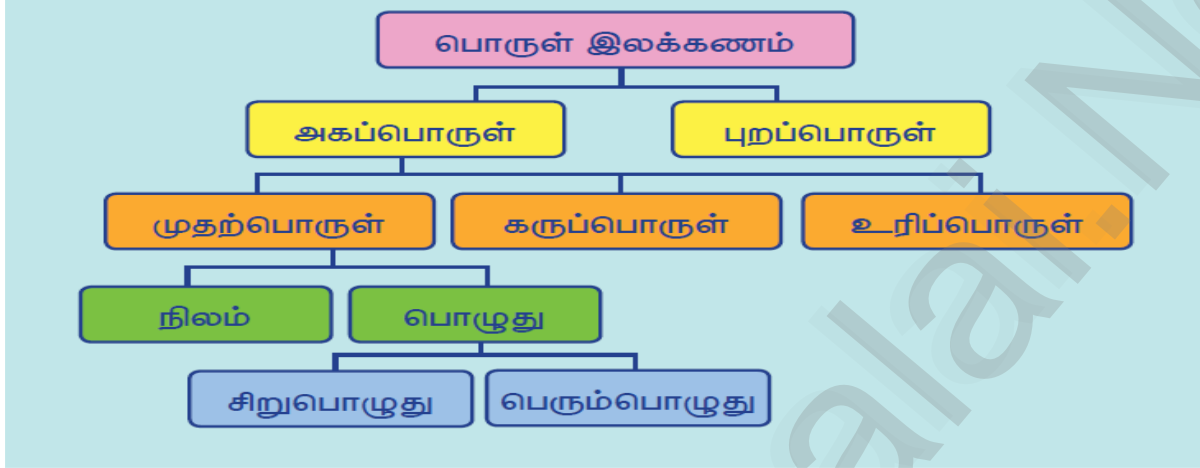 பொருள் இலக்கணம்
அகப்பொருள்
புறப்பொருள்
முதற்பொருள்
கருப்பொருள்
உரிப்பொருள்
நிலம்
பொழுது
சிறுபொழுது
பெரும்பொழுது